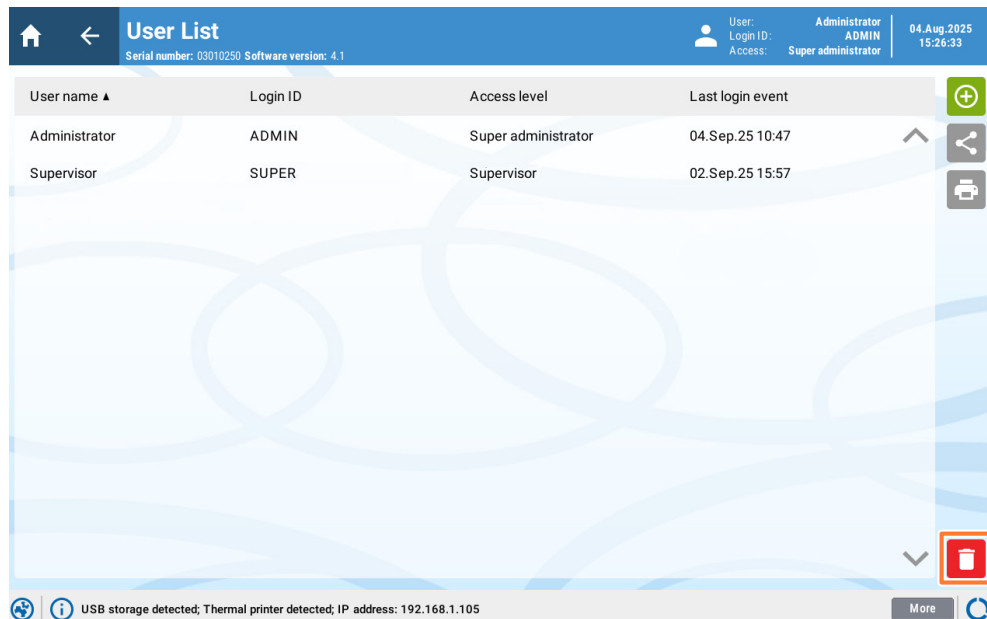 User List
Serial number: 03010250 Software version: 4.1
User: Administrator
Login ID: ADMIN
Access: Super administrator
04.Aug.2025
15:26:33
User name ▲ Login ID Access level Last login event
Administrator ADMIN Super administrator 04.Sep.25 10:47
Supervisor SUPER Supervisor 02.Sep.25 15:57
USB storage detected; Thermal printer detected; IP address: 192.168.1.105
More